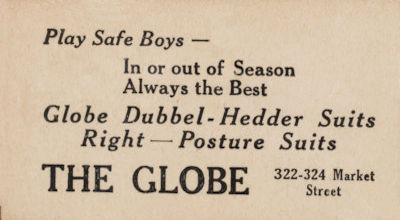 Play Safe Boys —
In or out of Season
Always the Best
Globe Dubbel-Hedder Suits
Right — Posture Suits
THE GLOBE 322-324 Market
Street